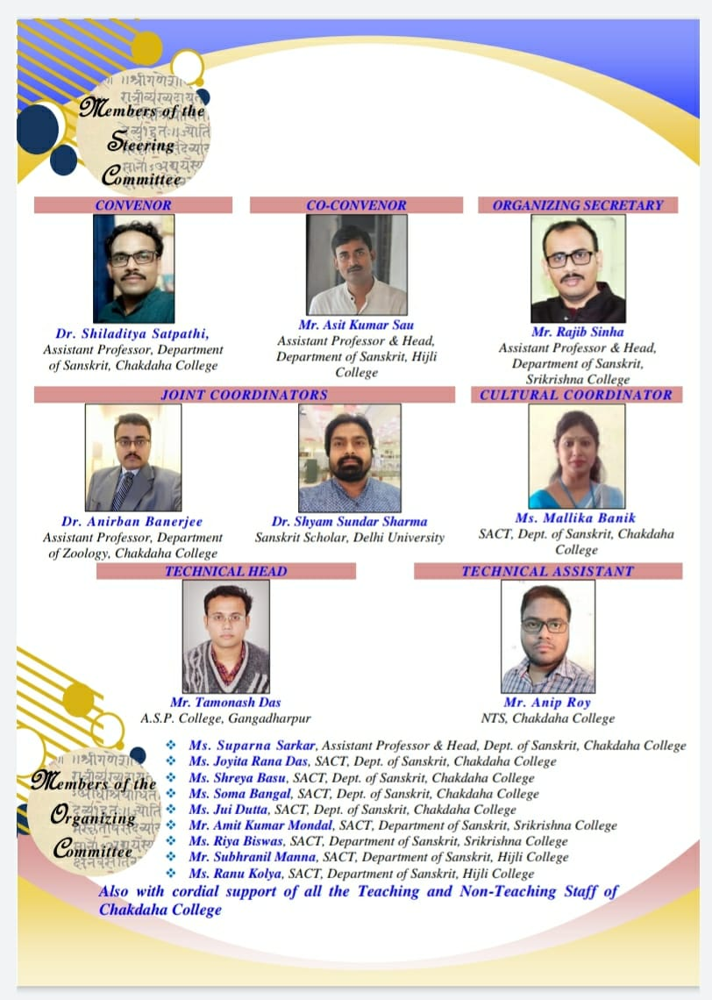 Members of the
Steering
Committee
CONVENOR
CO-CONVENOR
ORGANIZING SECRETARY
Dr. Shiladitya Satpathi,
Assistant Professor, Department
of Sanskrit, Chakdaha College
Mr. Asit Kumar Sau
Assistant Professor & Head,
Department of Sanskrit, Hijli
College
Mr. Rajib Sinha
Assistant Professor & Head,
Department of Sanskrit,
Srikrishna College
JOINT COORDINATORS
CULTURAL COORDINATOR
Dr. Anirban Banerjee
Assistant Professor, Department
of Zoology, Chakdaha College
Dr. Shyam Sundar Sharma
Sanskrit Scholar, Delhi University
Ms. Mallika Banik
SACT, Dept. of Sanskrit, Chakdaha
College
TECHNICAL HEAD
TECHNICAL ASSISTANT
Mr. Tamonash Das
A.S.P. College, Gangadharpur
Mr. Anip Roy
NTS, Chakdaha College
Members of the
Organizing
Committee
❖ Ms. Suparna Sarkar, Assistant Professor & Head, Dept. of Sanskrit, Chakdaha College
❖ Ms. Joyita Rana Das, SACT, Dept. of Sanskrit, Chakdaha College
❖ Ms. Shreya Basu, SACT, Dept. of Sanskrit, Chakdaha College
❖ Ms. Soma Bangal, SACT, Dept. of Sanskrit, Chakdaha College
❖ Ms. Jui Dutta, SACT, Dept. of Sanskrit, Chakdaha College
❖ Mr. Amit Kumar Mondal, SACT, Department of Sanskrit, Srikrishna College
❖ Ms. Riya Biswas, SACT, Department of Sanskrit, Srikrishna College
❖ Mr. Subhranil Manna, SACT, Department of Sanskrit, Hijli College
❖ Ms. Ranu Kolya, SACT, Department of Sanskrit, Hijli College
Also with cordial support of all the Teaching and Non-Teaching Staff of
Chakdaha College